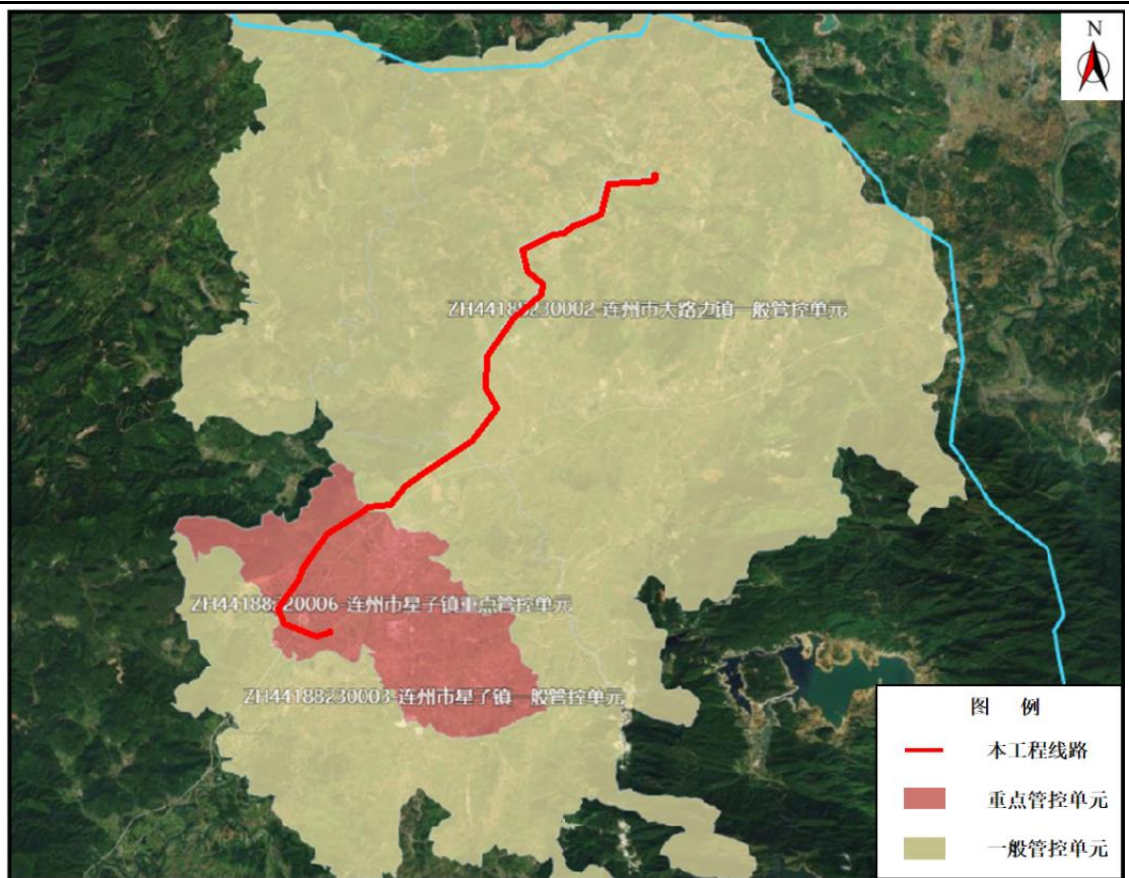 N
ZH44188230002-连州市大路边镇一般管控单元
ZH44188220006-连州市星子镇重点管控单元
ZH44188230003-连州市星子镇一般管控单元
图 例
本工程线路
重点管控单元
一般管控单元